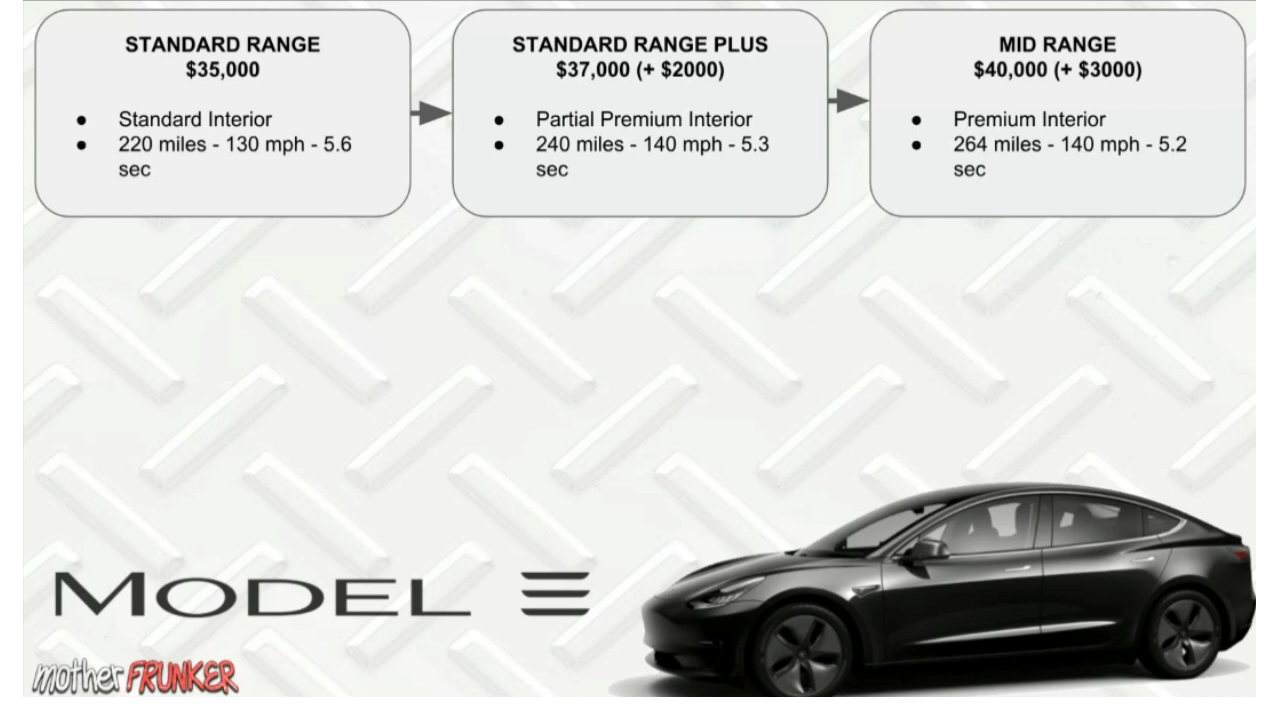 STANDARD RANGE
$35,000
● Standard Interior
● 220 miles - 130 mph - 5.6
sec
STANDARD RANGE PLUS
$37,000 (+ $2000)
● Partial Premium Interior
● 240 miles - 140 mph - 5.3
sec
MID RANGE
$40,000 (+ $3000)
● Premium Interior
● 264 miles - 140 mph - 5.2
sec
MODEL ☰
mother FRUNKER